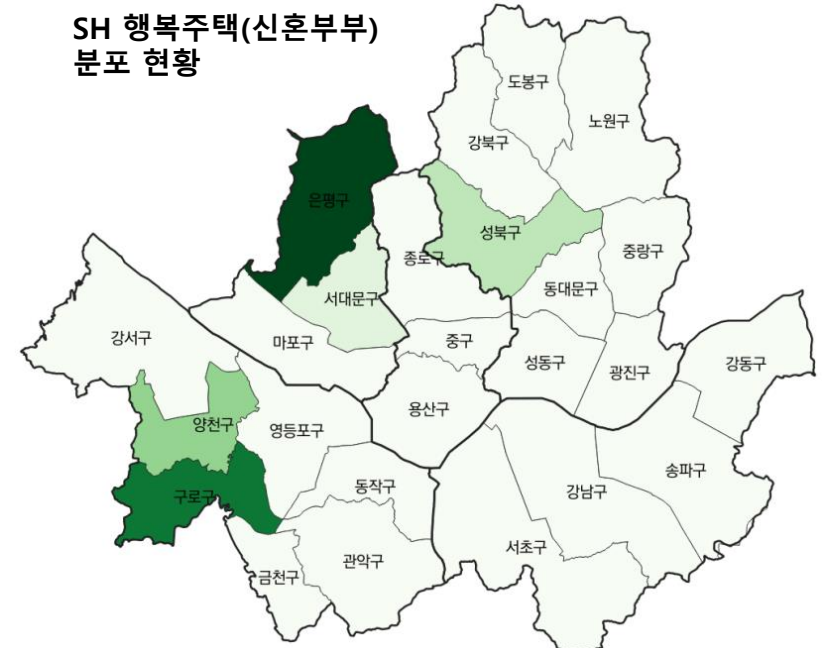 SH 행복주택(신혼부부)
분포 현황
도봉구
노원구
강북구
은평구
성북구
중랑구
종로구
동대문구
서대문구
강서구
마포구
중구
성동구
광진구
강동구
용산구
양천구
영등포구
송파구
동작구
강남구
구로구
서초구
관악구
금천구